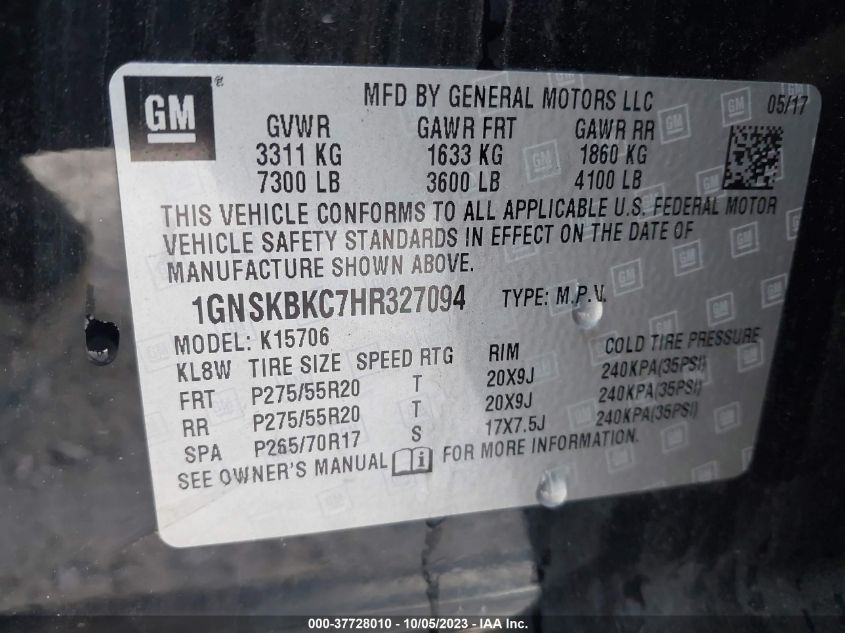 GM ®
MFD BY GENERAL MOTORS LLC 05/17
GVWR GAWR FRT GAWR RR
3311 KG 1633 KG 1860 KG
7300 LB 3600 LB 4100 LB
THIS VEHICLE CONFORMS TO ALL APPLICABLE U.S. FEDERAL MOTOR
VEHICLE SAFETY STANDARDS IN EFFECT ON THE DATE OF
MANUFACTURE SHOWN ABOVE.
1GNSKBKC7HR327094 TYPE: M.P.V.
MODEL: K15706
KL8W TIRE SIZE SPEED RTG RIM COLD TIRE PRESSURE
FRT P275/55R20 T 20X9J 240KPA(35PSI)
RR P275/55R20 T 20X9J 240KPA(35PSI)
SPA P265/70R17 S 17X7.5J 240KPA(35PSI)
SEE OWNER'S MANUAL i FOR MORE INFORMATION.
000-37728010 - 10/05/2023 - IAA Inc.